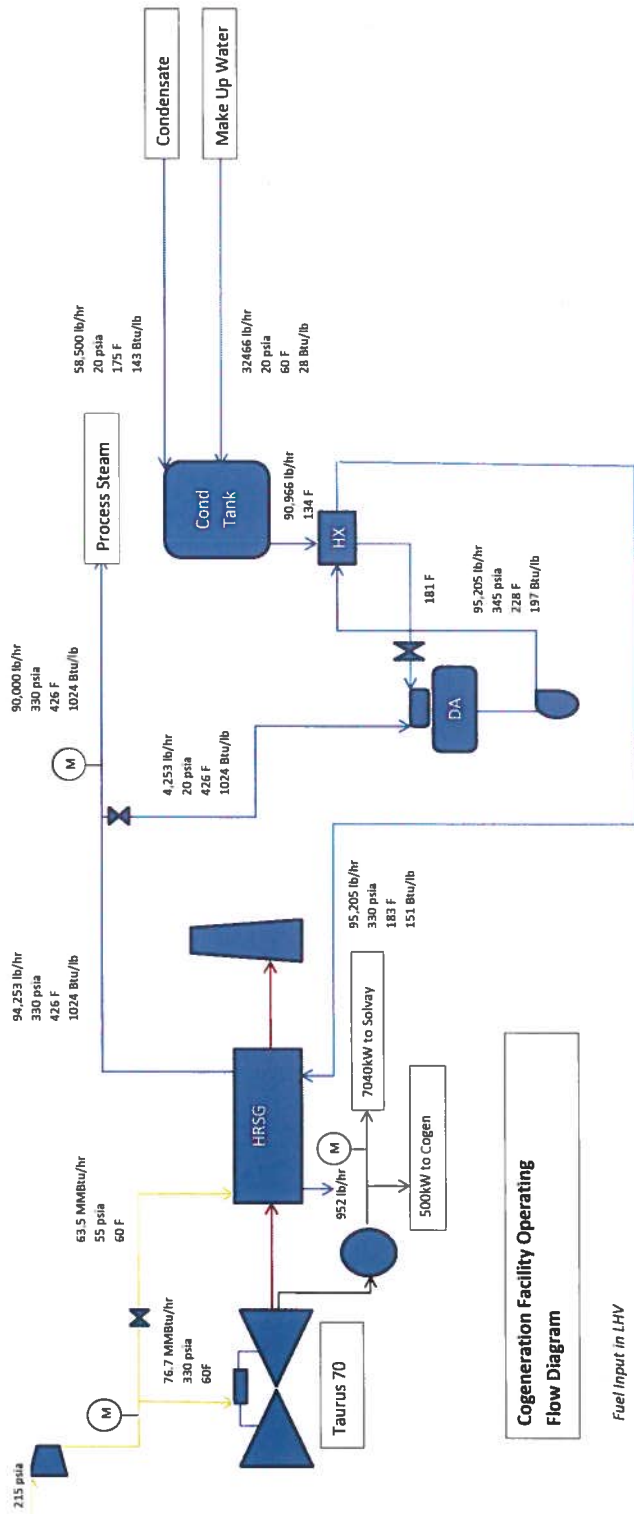 215 psia
M
76.7 MMBtu/hr
330 psia
60F
63.5 MMBtu/hr
55 psia
60 F
Taurus 70
HRSG
952 lb/hr
M
7040kW to Solvay
500kW to Cogen
94,253 lb/hr
330 psia
426 F
1024 Btu/lb
M
90,000 lb/hr
330 psia
426 F
1024 Btu/lb
Process Steam
4,253 lb/hr
20 psia
426 F
1024 Btu/lb
95,205 lb/hr
330 psia
183 F
151 Btu/lb
DA
181 F
95,205 lb/hr
345 psia
228 F
197 Btu/lb
HX
90,966 lb/hr
134 F
Cond
Tank
58,500 lb/hr
20 psia
175 F
143 Btu/lb
Condensate
32466 lb/hr
20 psia
60 F
28 Btu/lb
Make Up Water
Cogeneration Facility Operating
Flow Diagram
Fuel Input in LHV